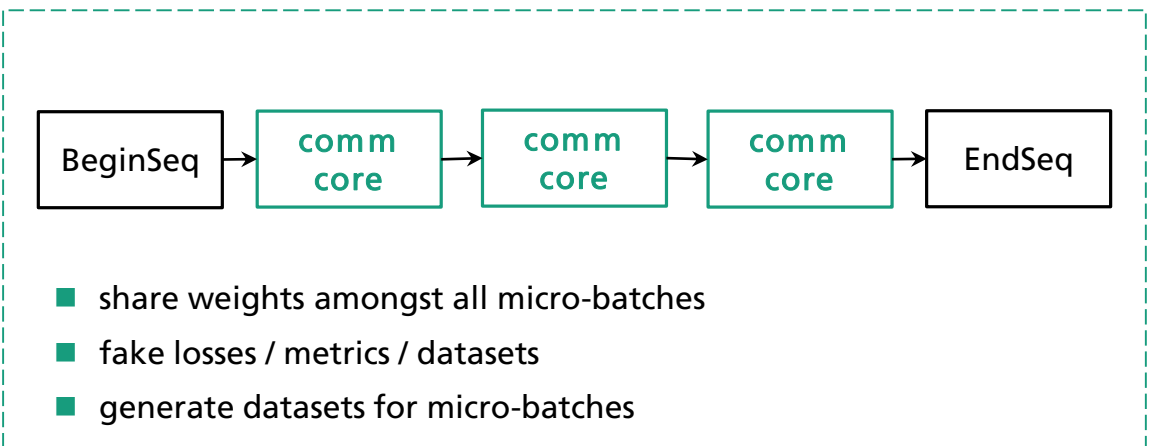 BeginSeq
comm
core
comm
core
comm
core
EndSeq
share weights amongst all micro-batches
fake losses / metrics / datasets
generate datasets for micro-batches